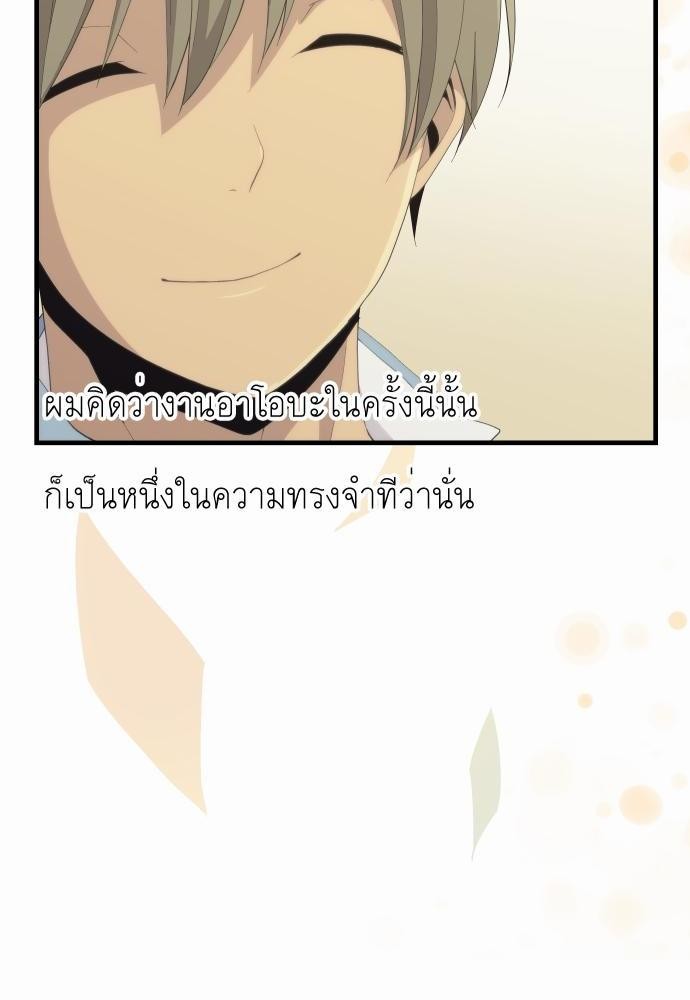 ผมคิดว่างานอาโอบะในครั้งนี้นั้น
ก็เป็นหนึ่งในความทรงจำทีว่านั่น